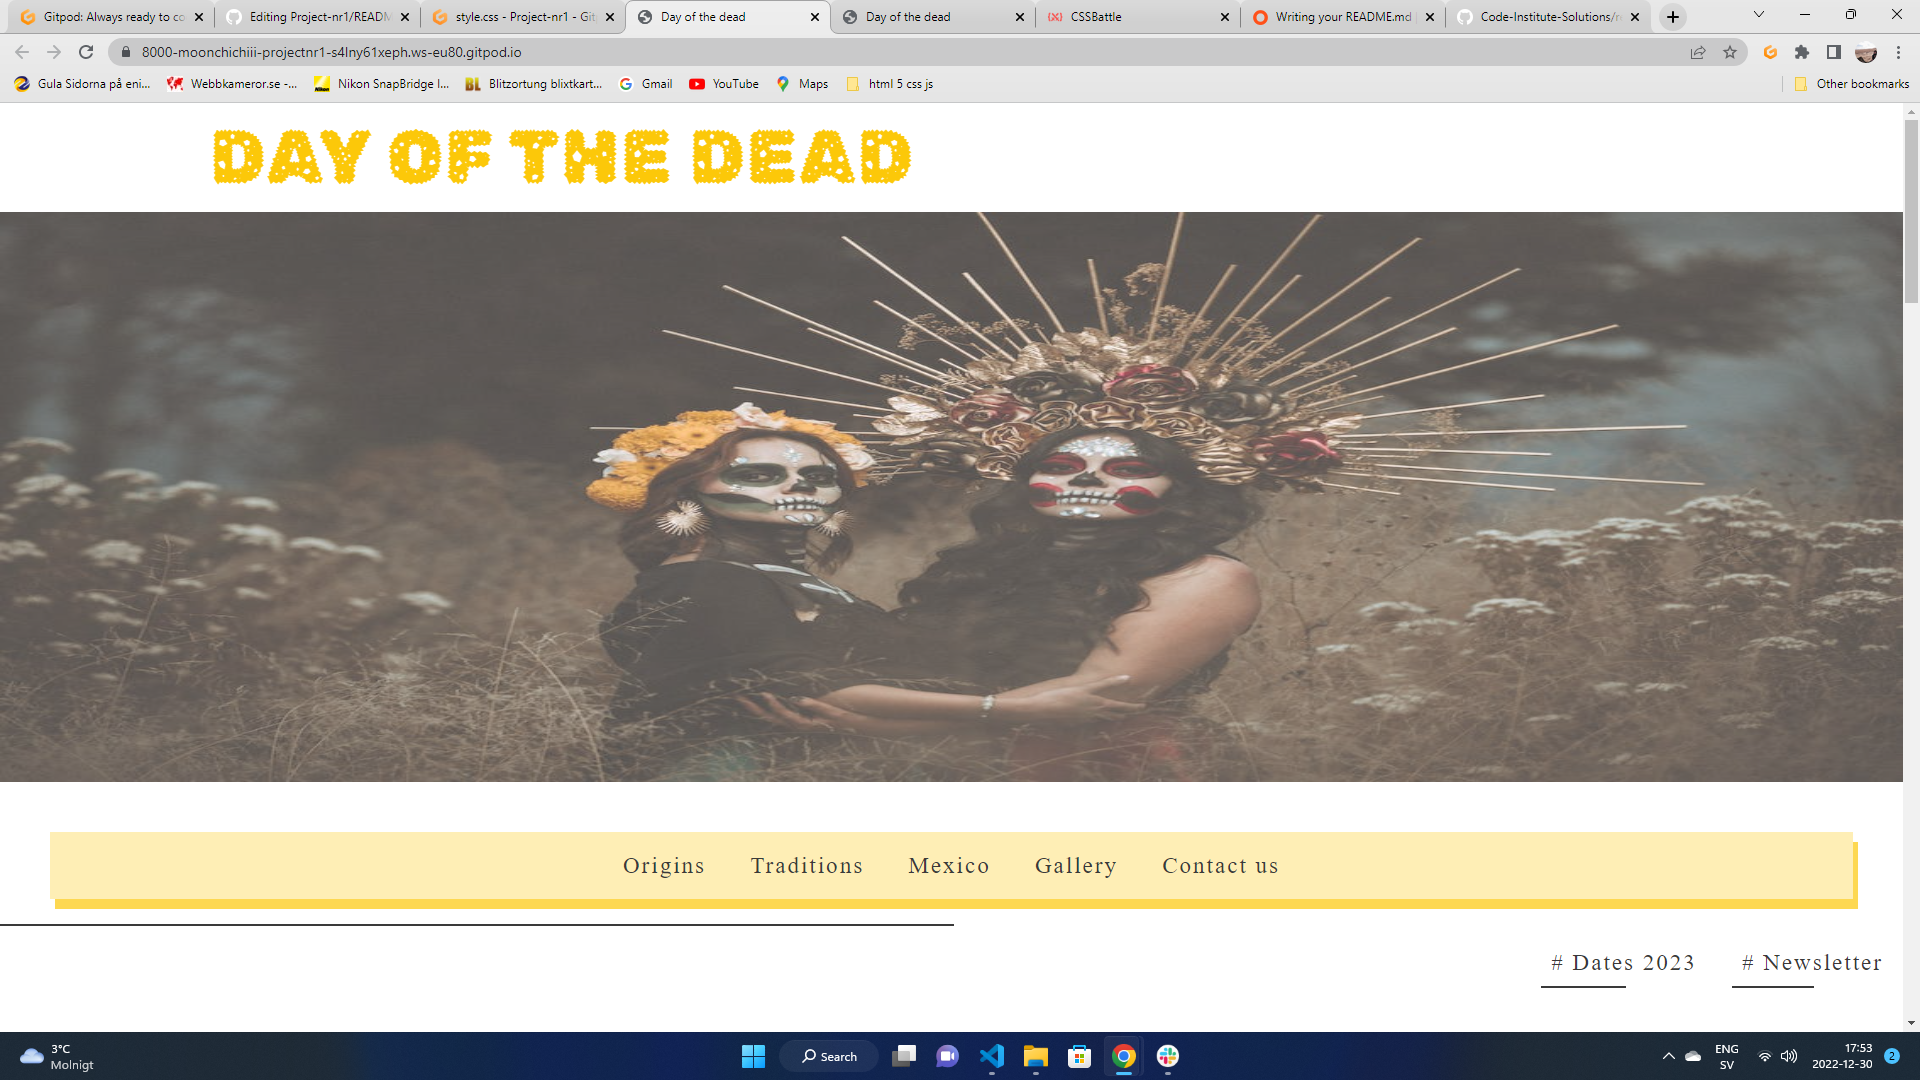 Gitpod: Always ready to co
Editing Project-nr1/READM
style.css - Project-nr1 - Git
Day of the dead
Day of the dead
CSSBattle
Writing your README.md
Code-Institute-Solutions/r
8000-moonchichiii-projectnr1-s4lny61xeph.ws-eu80.gitpod.io
Gula Sidorna på eni...
Webbkameror.se -...
Nikon SnapBridge I...
BL
Blitzortung blixtkart...
Gmail
YouTube
Maps
html 5 css js
Other bookmarks
DAY OF THE DEAD
Origins
Traditions
Mexico
Gallery
Contact us
# Dates 2023
# Newsletter
3°C
Molnigt
Search
ENG
SV
17:53
2022-12-30
2